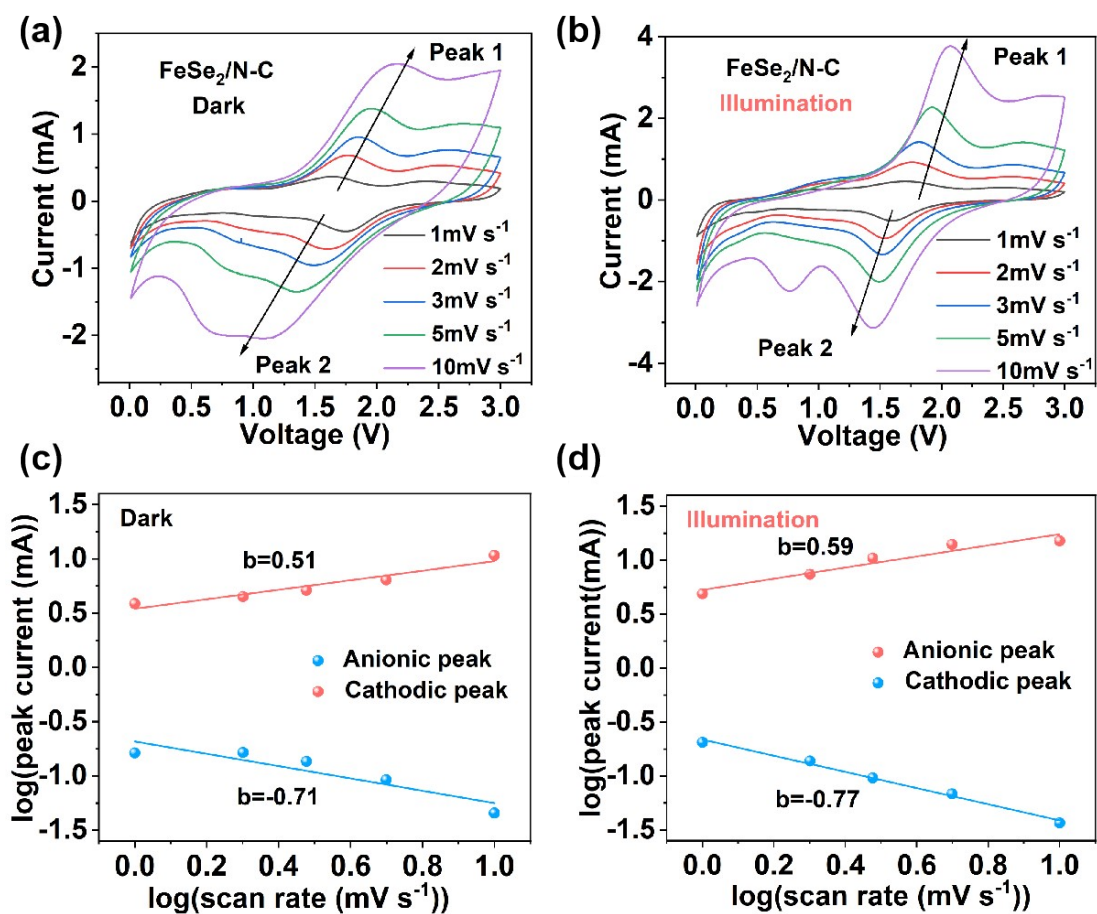 (a)
FeSe₂/N-C
Dark
Peak 1
Peak 2
1mV s⁻¹
2mV s⁻¹
3mV s⁻¹
5mV s⁻¹
10mV s⁻¹
2
1
0
-1
-2
Current (mA)
0.0 0.5 1.0 1.5 2.0 2.5 3.0
Voltage (V)
(b)
FeSe₂/N-C
Illumination
Peak 1
Peak 2
1mV s⁻¹
2mV s⁻¹
3mV s⁻¹
5mV s⁻¹
10mV s⁻¹
4
2
0
-2
-4
Current (mA)
0.0 0.5 1.0 1.5 2.0 2.5 3.0
Voltage (V)
(c)
Dark
b=0.51
Anionic peak
Cathodic peak
b=-0.71
1.5
1.0
0.5
0.0
-0.5
-1.0
-1.5
log(peak current (mA))
0.0 0.2 0.4 0.6 0.8 1.0
log(scan rate (mV s⁻¹))
(d)
Illumination
b=0.59
Anionic peak
Cathodic peak
b=-0.77
1.5
1.0
0.5
0.0
-0.5
-1.0
-1.5
log(peak current(mA))
0.0 0.2 0.4 0.6 0.8 1.0
log(scan rate (mV s⁻¹))